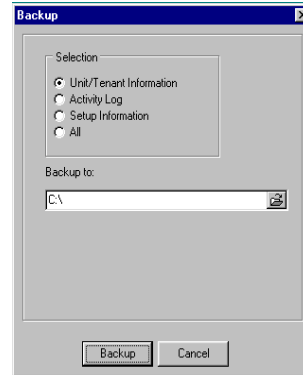 Backup
Selection
Unit/Tenant Information
Activity Log
Setup Information
All
Backup to:
C:\
Backup
Cancel